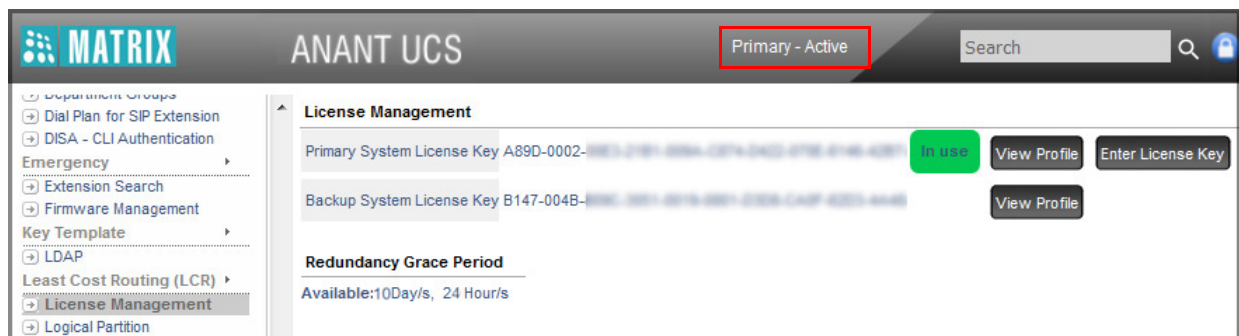 MATRIX
ANANT UCS
Primary - Active
Search
Department Groups
Dial Plan for SIP Extension
DISA - CLI Authentication
Emergency
Extension Search
Firmware Management
Key Template
LDAP
Least Cost Routing (LCR)
License Management
Logical Partition
License Management
Primary System License Key A89D-0002- In use View Profile Enter License Key
Backup System License Key B147-004B- View Profile
Redundancy Grace Period
Available:10Day/s, 24 Hour/s